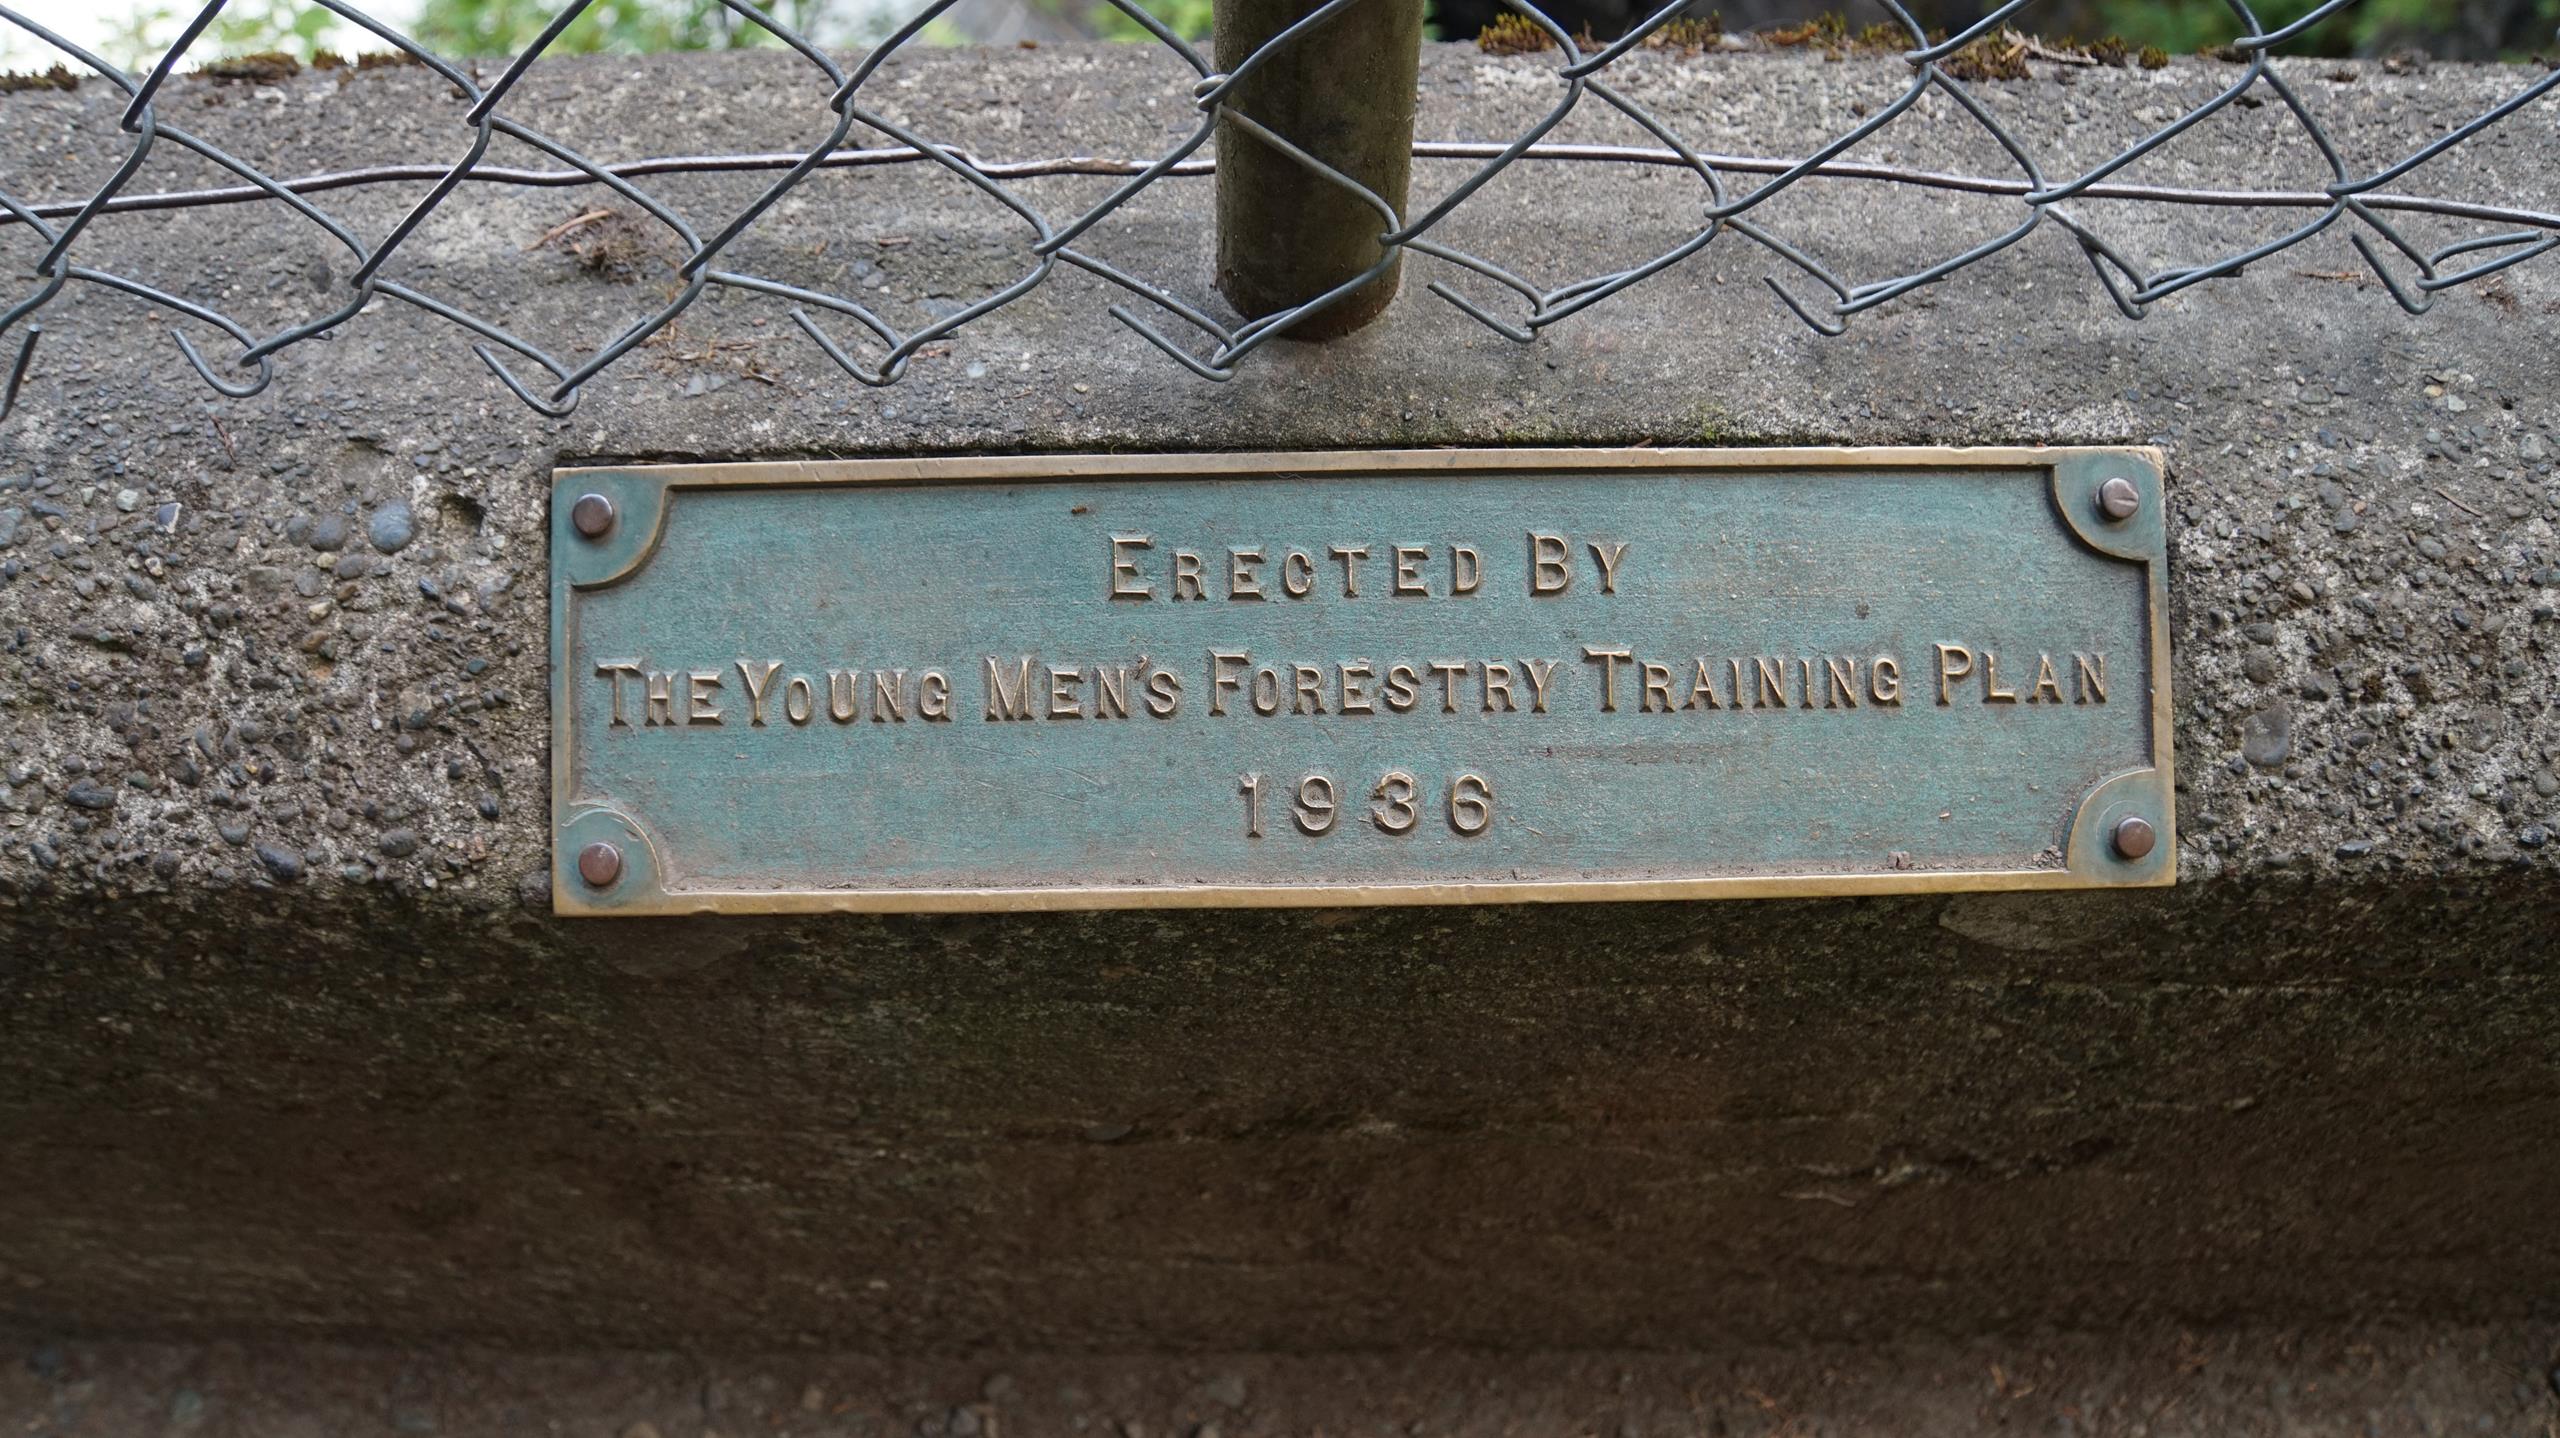 ERECTED BY
THE YOUNG MEN'S FORESTRY TRAINING PLAN
1936